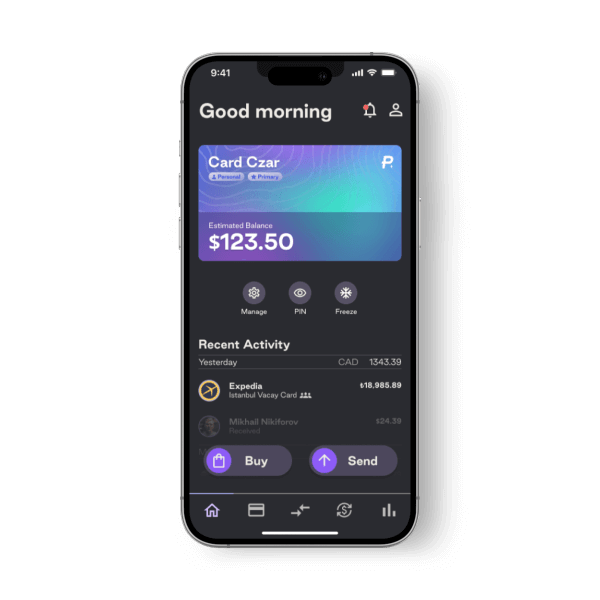 9:41
Good morning
Card Czar
P.
Personal Primary
Estimated Balance
$123.50
Manage PIN Freeze
Recent Activity
Yesterday CAD 1343.39
Expedia ₺18,985.89
Istanbul Vacay Card
Mikhail Nikiforov $24.39
Received
Buy Send